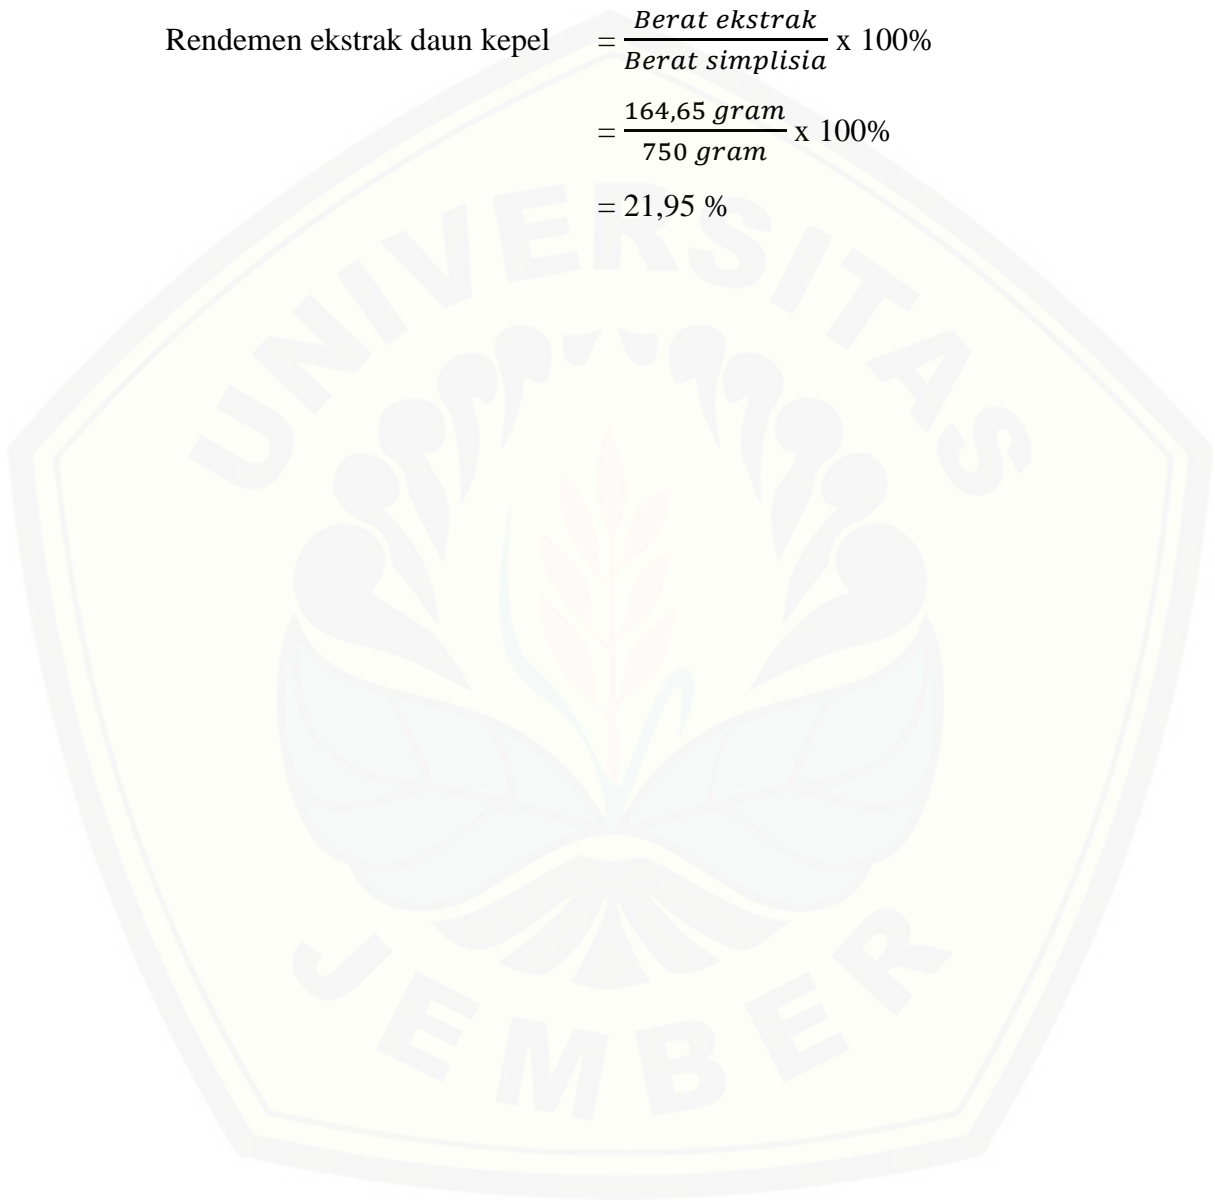 Rendemen ekstrak daun kepel = Berat ekstrak / Berat simplisia x 100%
= 164,65 gram / 750 gram x 100%
= 21,95 %
UNIVERSITAS
JEMBER